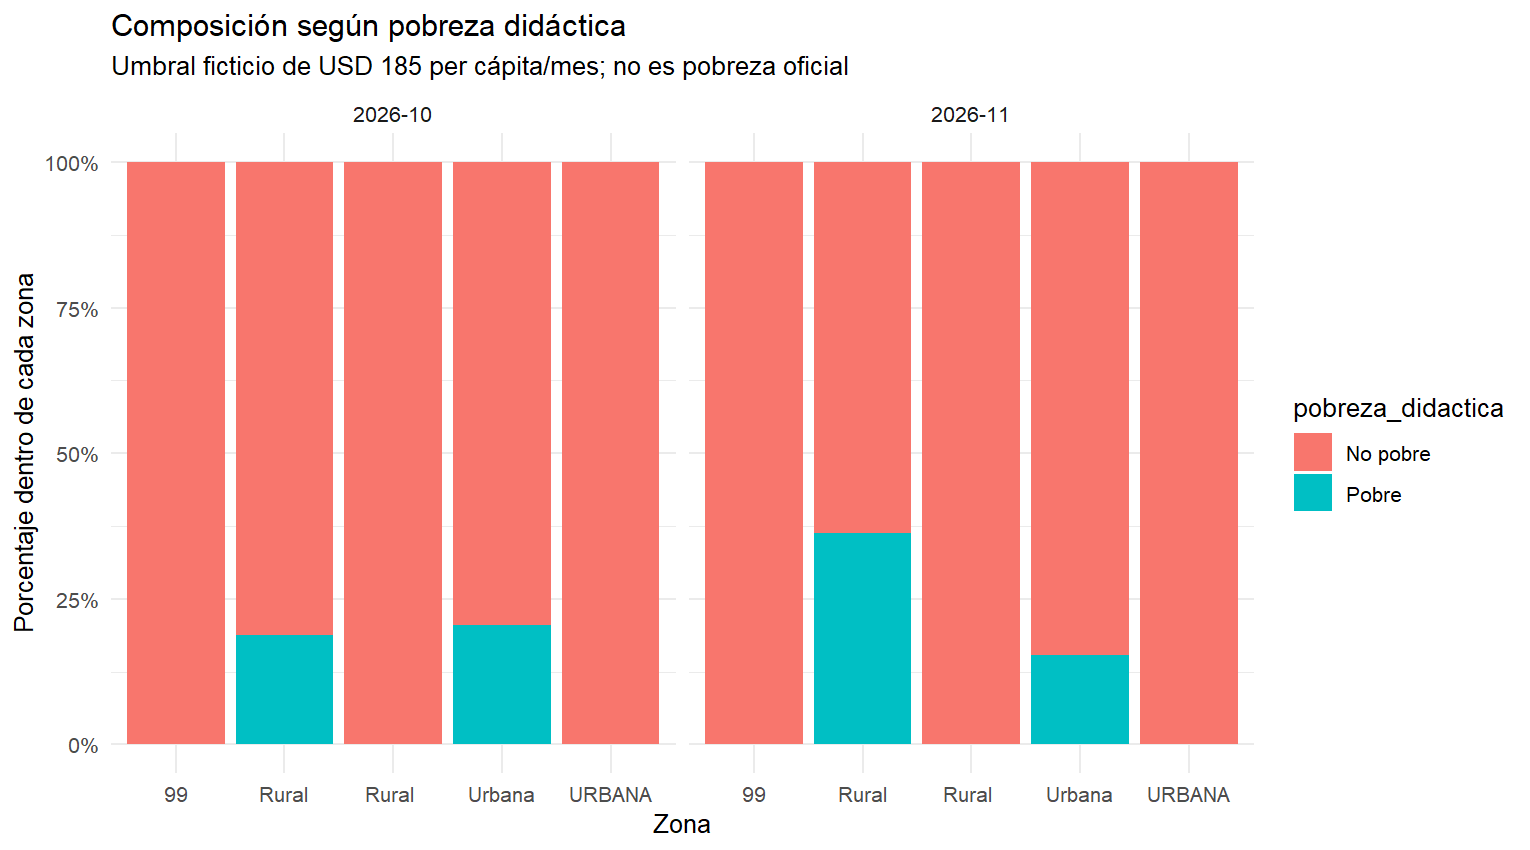 Composición según pobreza didáctica
Umbral ficticio de USD 185 per cápita/mes; no es pobreza oficial
2026-10
2026-11
Porcentaje dentro de cada zona
100%
75%
50%
25%
0%
99
Rural
Rural
Urbana
URBANA
99
Rural
Rural
Urbana
URBANA
Zona
pobreza_didactica
No pobre
Pobre